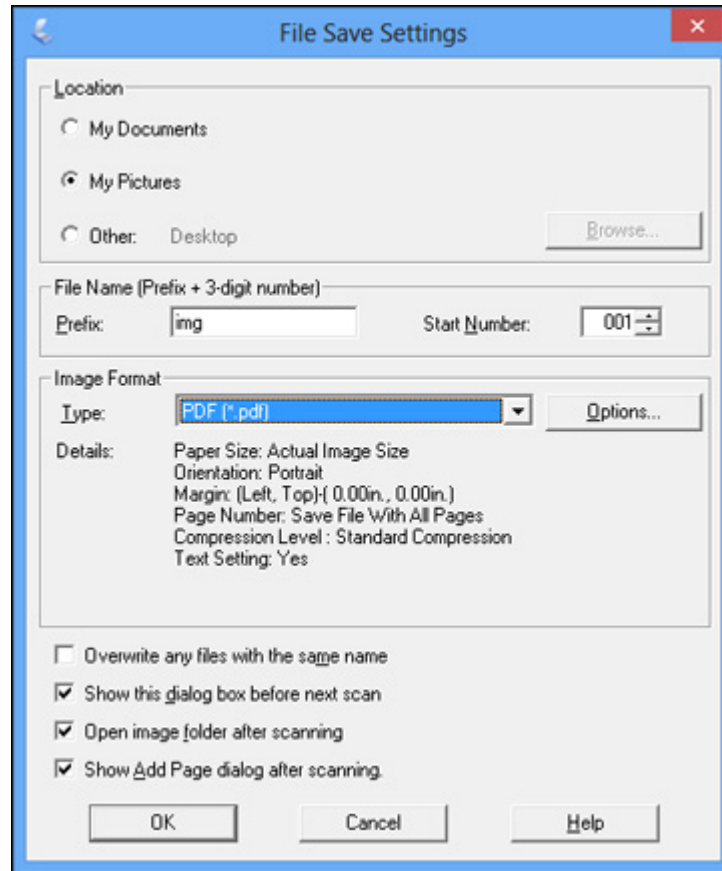 File Save Settings
Location
My Documents
My Pictures
Other: Desktop Browse...
File Name (Prefix + 3-digit number)
Prefix: img Start Number: 001
Image Format
Type: PDF (*.pdf) Options...
Details: Paper Size: Actual Image Size
Orientation: Portrait
Margin: (Left, Top)-( 0.00in., 0.00in.)
Page Number: Save File With All Pages
Compression Level : Standard Compression
Text Setting: Yes
Overwrite any files with the same name
Show this dialog box before next scan
Open image folder after scanning
Show Add Page dialog after scanning.
OK Cancel Help